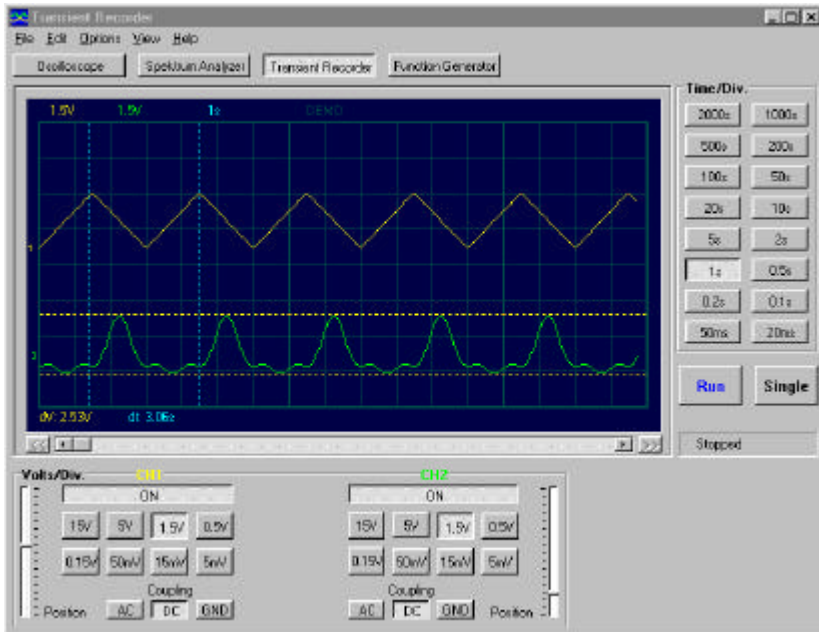 Transient Recorder
File Edit Options View Help
Oscilloscope Spektrum Analyzer Transient Recorder Function Generator
1.5V 1.5V 1s DEMO
dV: 2.53V dt: 3.06s
Time/Div.
2000s 1000s
500s 200s
100s 50s
20s 10s
5s 2s
1s 0.5s
0.2s 0.1s
50ms 20ms
Run Single
Stopped
Volts/Div. CH1
ON
15V 5V 1.5V 0.5V
0.15V 50mV 15mV 5mV
Coupling
Position AC DC GND
CH2
ON
15V 5V 1.5V 0.5V
0.15V 50mV 15mV 5mV
Coupling
AC DC GND Position